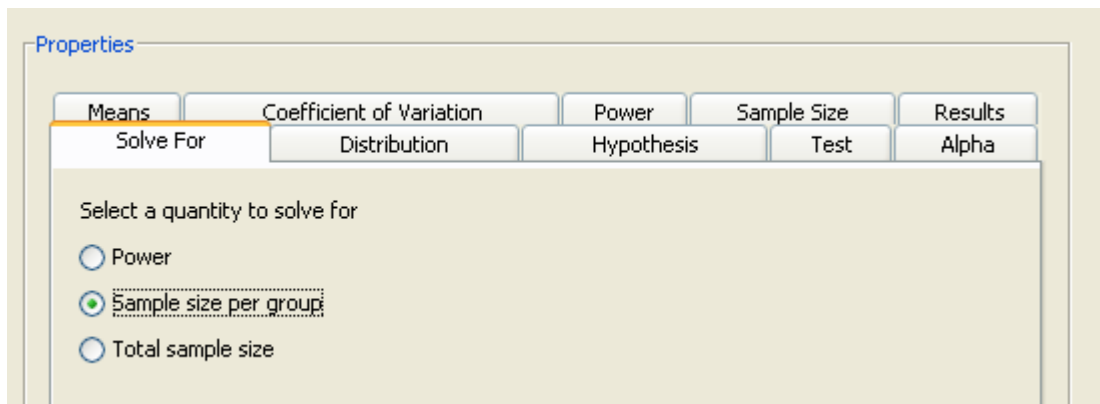 Properties
Means Coefficient of Variation Power Sample Size Results
Solve For Distribution Hypothesis Test Alpha
Select a quantity to solve for
Power
Sample size per group
Total sample size